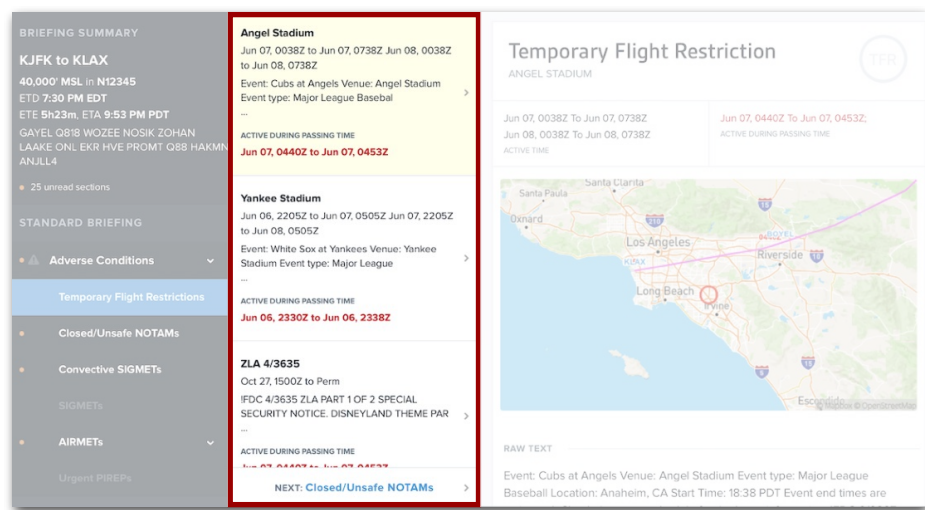 BRIEFING SUMMARY
KJFK to KLAX
40,000' MSL in N12345
ETD 7:30 PM EDT
ETE 5h23m, ETA 9:53 PM PDT
GAYEL Q818 WOZEE NOSIK ZOHAN
LAAKE ONL EKR HVE PROMT Q88 HAKMN
ANJLL4
25 unread sections
STANDARD BRIEFING
Adverse Conditions
Temporary Flight Restrictions
Closed/Unsafe NOTAMs
Convective SIGMETs
SIGMETs
AIRMETs
Urgent PIREPs
Angel Stadium
Jun 07, 0038Z to Jun 07, 0738Z Jun 08, 0038Z
to Jun 08, 0738Z
Event: Cubs at Angels Venue: Angel Stadium
Event type: Major League Basebal
...
ACTIVE DURING PASSING TIME
Jun 07, 0440Z to Jun 07, 0453Z
Yankee Stadium
Jun 06, 2205Z to Jun 07, 0505Z Jun 07, 2205Z
to Jun 08, 0505Z
Event: White Sox at Yankees Venue: Yankee
Stadium Event type: Major League
...
ACTIVE DURING PASSING TIME
Jun 06, 2330Z to Jun 06, 2338Z
ZLA 4/3635
Oct 27, 1500Z to Perm
!FDC 4/3635 ZLA PART 1 OF 2 SPECIAL
SECURITY NOTICE. DISNEYLAND THEME PAR
...
ACTIVE DURING PASSING TIME
NEXT: Closed/Unsafe NOTAMs
Temporary Flight Restriction
ANGEL STADIUM
TFR
Jun 07, 0038Z To Jun 07, 0738Z
Jun 08, 0038Z To Jun 08, 0738Z
ACTIVE TIME
Jun 07, 0440Z To Jun 07, 0453Z;
ACTIVE DURING PASSING TIME
Santa Clarita
Santa Paula
Oxnard
Los Angeles
KLAX
Riverside
Long Beach
Irvine
Escondido
© Mapbox © OpenStreetMap
RAW TEXT
Event: Cubs at Angels Venue: Angel Stadium Event type: Major League
Baseball Location: Anaheim, CA Start Time: 18:38 PDT Event end times are